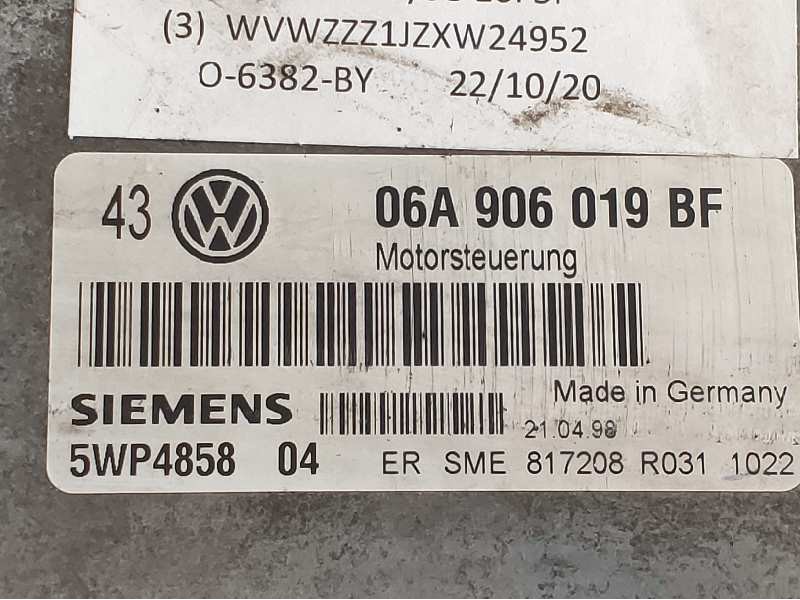 (3) WVWZZZ1JZXW24952
O-6382-BY 22/10/20
43 06A 906 019 BF
Motorsteuerung
Made in Germany
SIEMENS
21.04.98
5WP4858 04 ER SME 817208 R031 1022